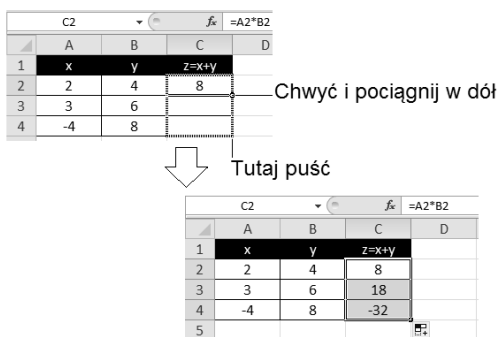 C2 fx =A2*B2
A B C D
1 x y z=x+y
2 2 4 8
3 3 6
4 -4 8
Chwyć i pociągnij w dół
Tutaj puść
C2 fx =A2*B2
A B C D
1 x y z=x+y
2 2 4 8
3 3 6 18
4 -4 8 -32
5